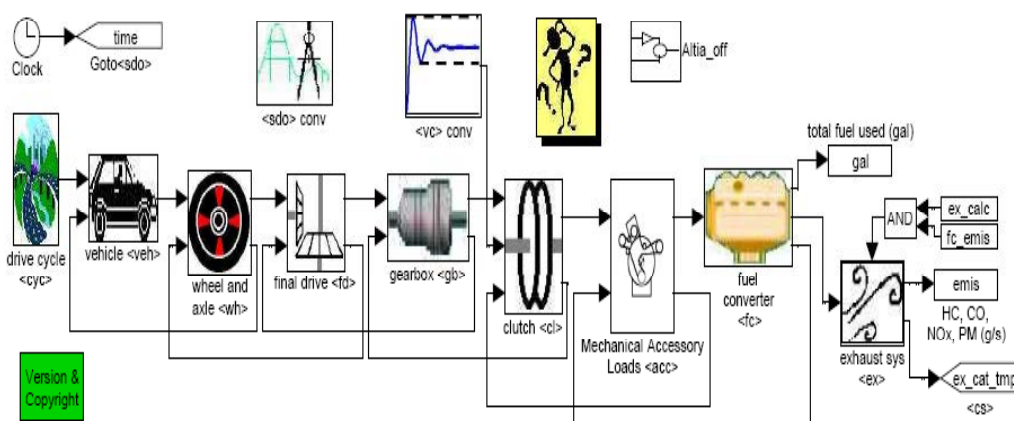 time
Clock
Goto<sdo>
<sdo> conv
<vc> conv
Altia_off
total fuel used (gal)
gal
drive cycle
<cyc>
vehicle <veh>
wheel and
axle <wh>
final drive <fd>
gearbox <gb>
clutch <cl>
Mechanical Accessory
Loads <acc>
fuel
converter
<fc>
AND
ex_calc
fc_emis
emis
HC, CO,
NOx, PM (g/s)
exhaust sys
<ex>
ex_cat_tmp
<cs>
Version &
Copyright